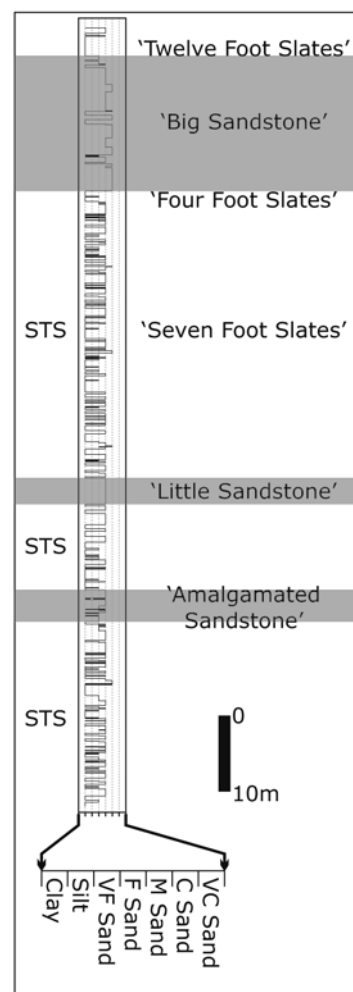 ‘Twelve Foot Slates’
‘Big Sandstone’
‘Four Foot Slates’
STS
‘Seven Foot Slates’
‘Little Sandstone’
STS
‘Amalgamated
Sandstone’
STS
0
10m
Clay
Silt
VF Sand
F Sand
M Sand
C Sand
VC Sand